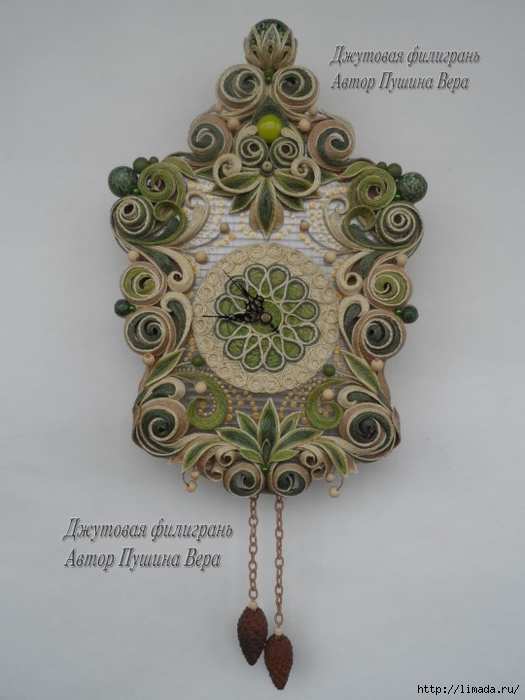 Джутовая филигрань
Автор Пушина Вера
Джутовая филигрань
Автор Пушина Вера
http://limada.ru/